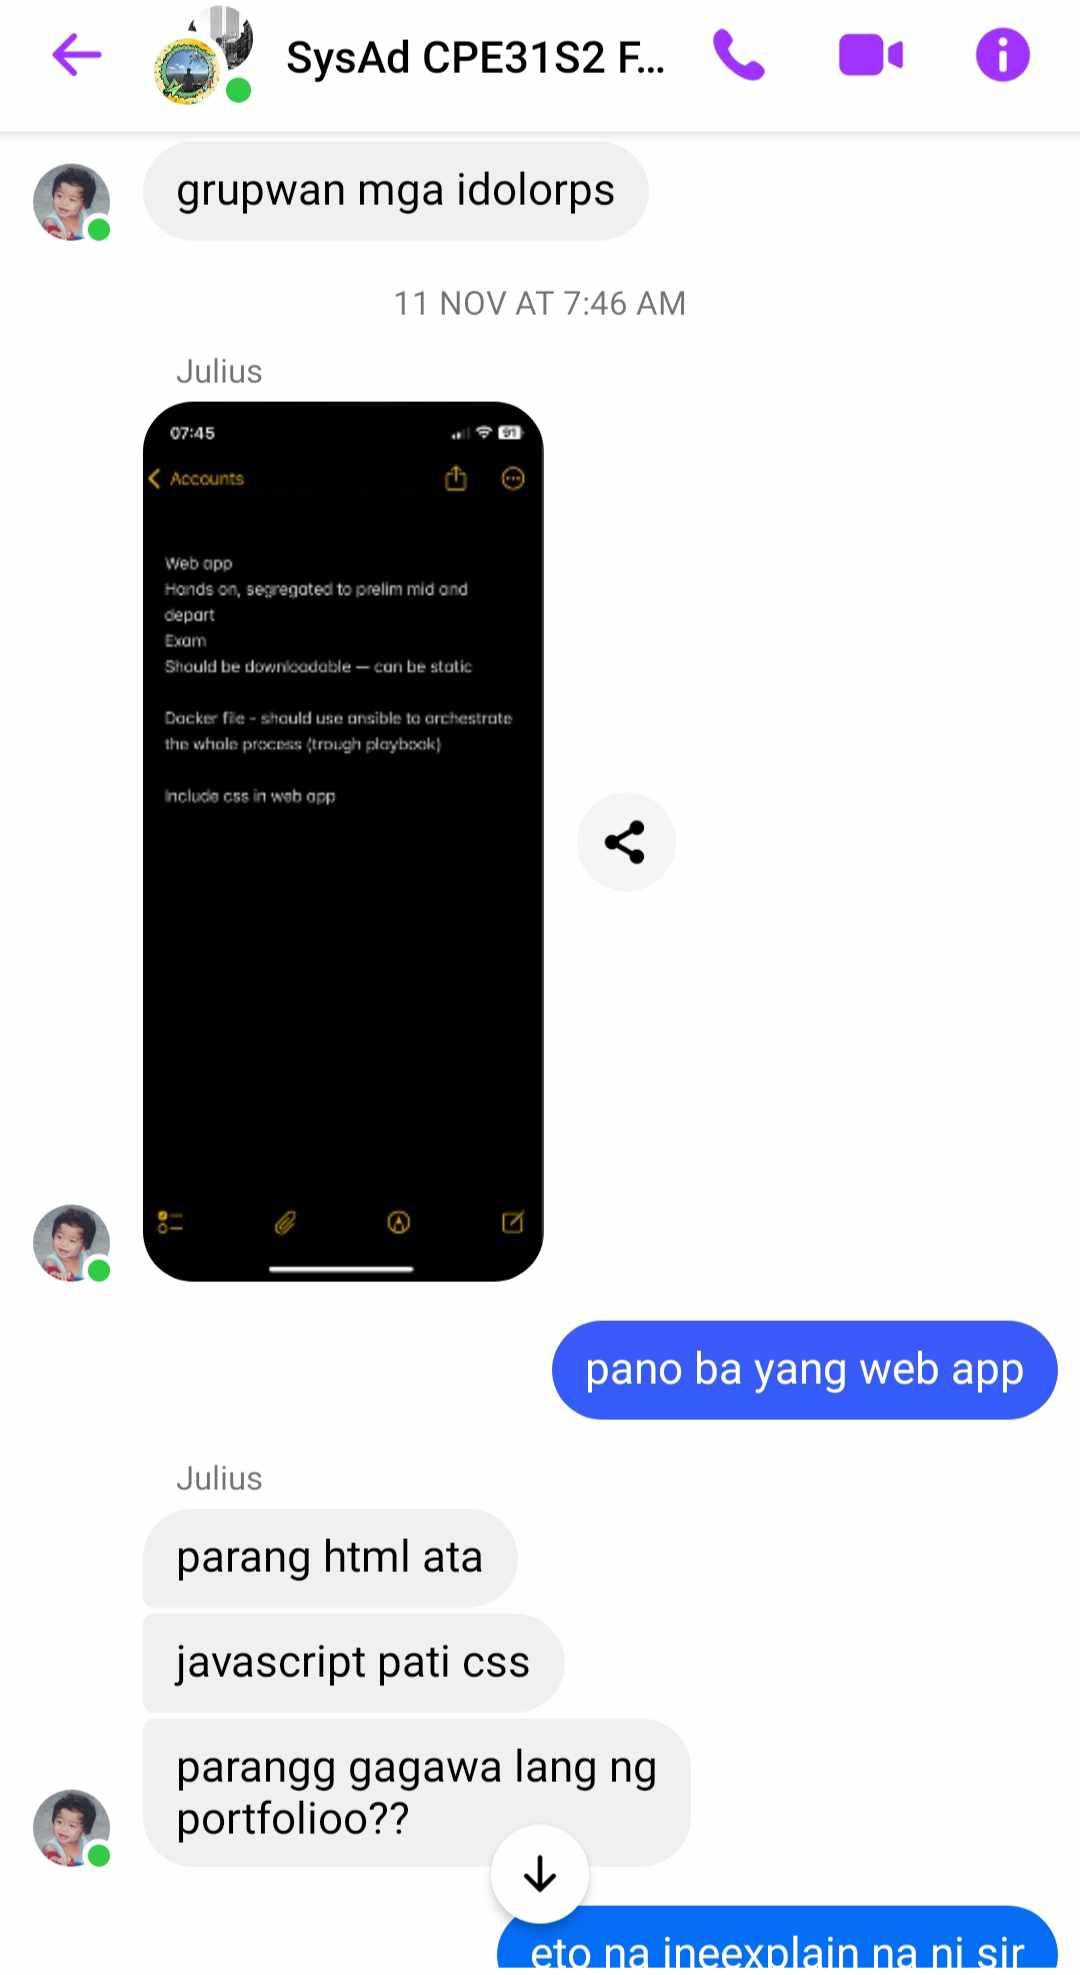 SysAd CPE31S2 F...
grupwan mga idolorps
11 NOV AT 7:46 AM
Julius
07:45
91
Accounts
Web app
Hands on, segregated to prelim mid and
depart
Exam
Should be downloadable — can be static
Docker file - should use ansible to orchestrate
the whole process (trough playbook)
Include css in web app
pano ba yang web app
Julius
parang html ata
javascript pati css
parangg gagawa lang ng
portfolioo??
eto na ineexplain na ni sir